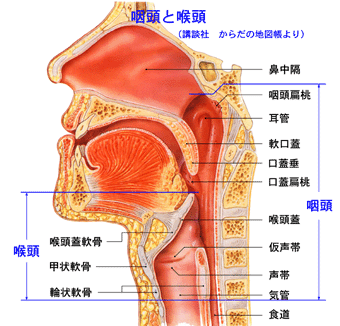 咽頭と喉頭
（講談社　からだの地図帳より）
鼻中隔
咽頭扁桃
耳管
軟口蓋
口蓋垂
口蓋扁桃
咽頭
喉頭蓋
喉頭
喉頭蓋軟骨
仮声帯
甲状軟骨
声帯
輪状軟骨
気管
食道